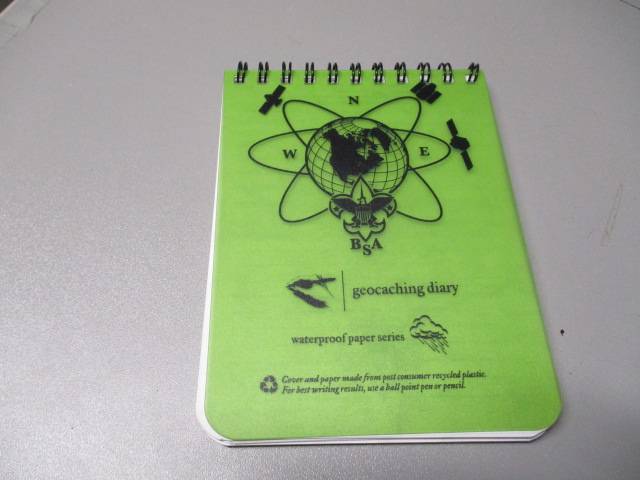 N
W E
BSA
geocaching diary
waterproof paper series
Cover and paper made from post consumer recycled plastic.
For best writing results, use a ball point pen or pencil.